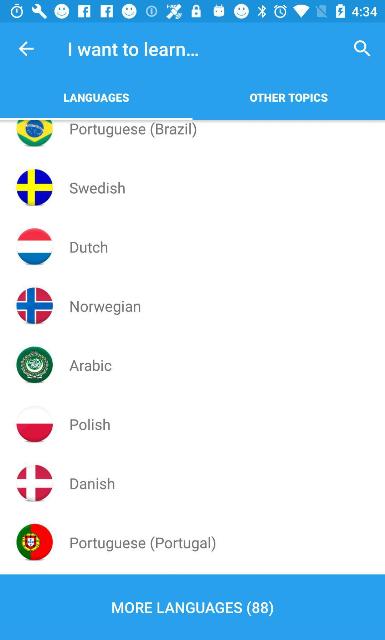 4:34
I want to learn...
LANGUAGES
OTHER TOPICS
Portuguese (Brazil)
Swedish
Dutch
Norwegian
Arabic
Polish
Danish
Portuguese (Portugal)
MORE LANGUAGES (88)